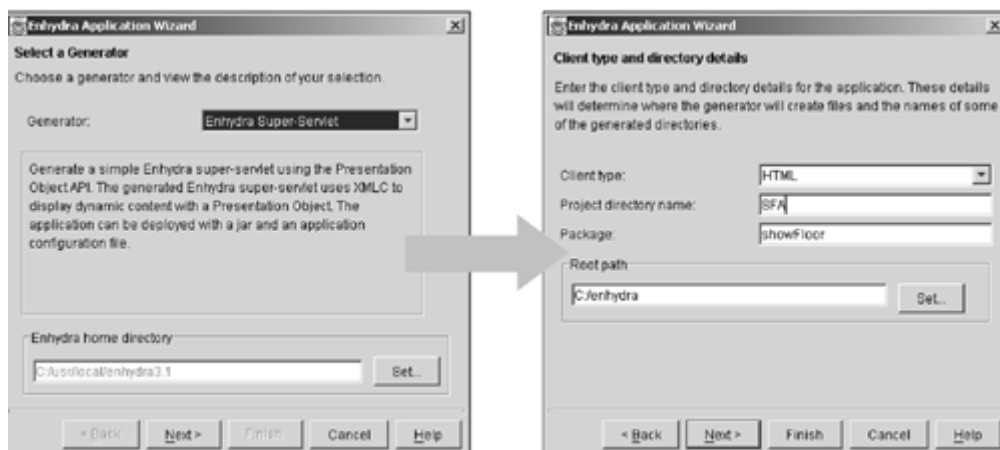 Enhydra Application Wizard
Select a Generator
Choose a generator and view the description of your selection.
Generator:
Enhydra Super-Servlet
Generate a simple Enhydra super-servlet using the Presentation
Object API. The generated Enhydra super-servlet uses XMLC to
display dynamic content with a Presentation Object. The
application can be deployed with a jar and an application
configuration file.
Enhydra home directory
C:/usr/local/enhydra3.1
Set...
< Back
Next >
Finish
Cancel
Help
Enhydra Application Wizard
Client type and directory details
Enter the client type and directory details for the application. These details
will determine where the generator will create files and the names of some
of the generated directories.
Client type:
HTML
Project directory name:
SFA
Package:
showFloor
Root path
C:/enhydra
Set...
< Back
Next >
Finish
Cancel
Help